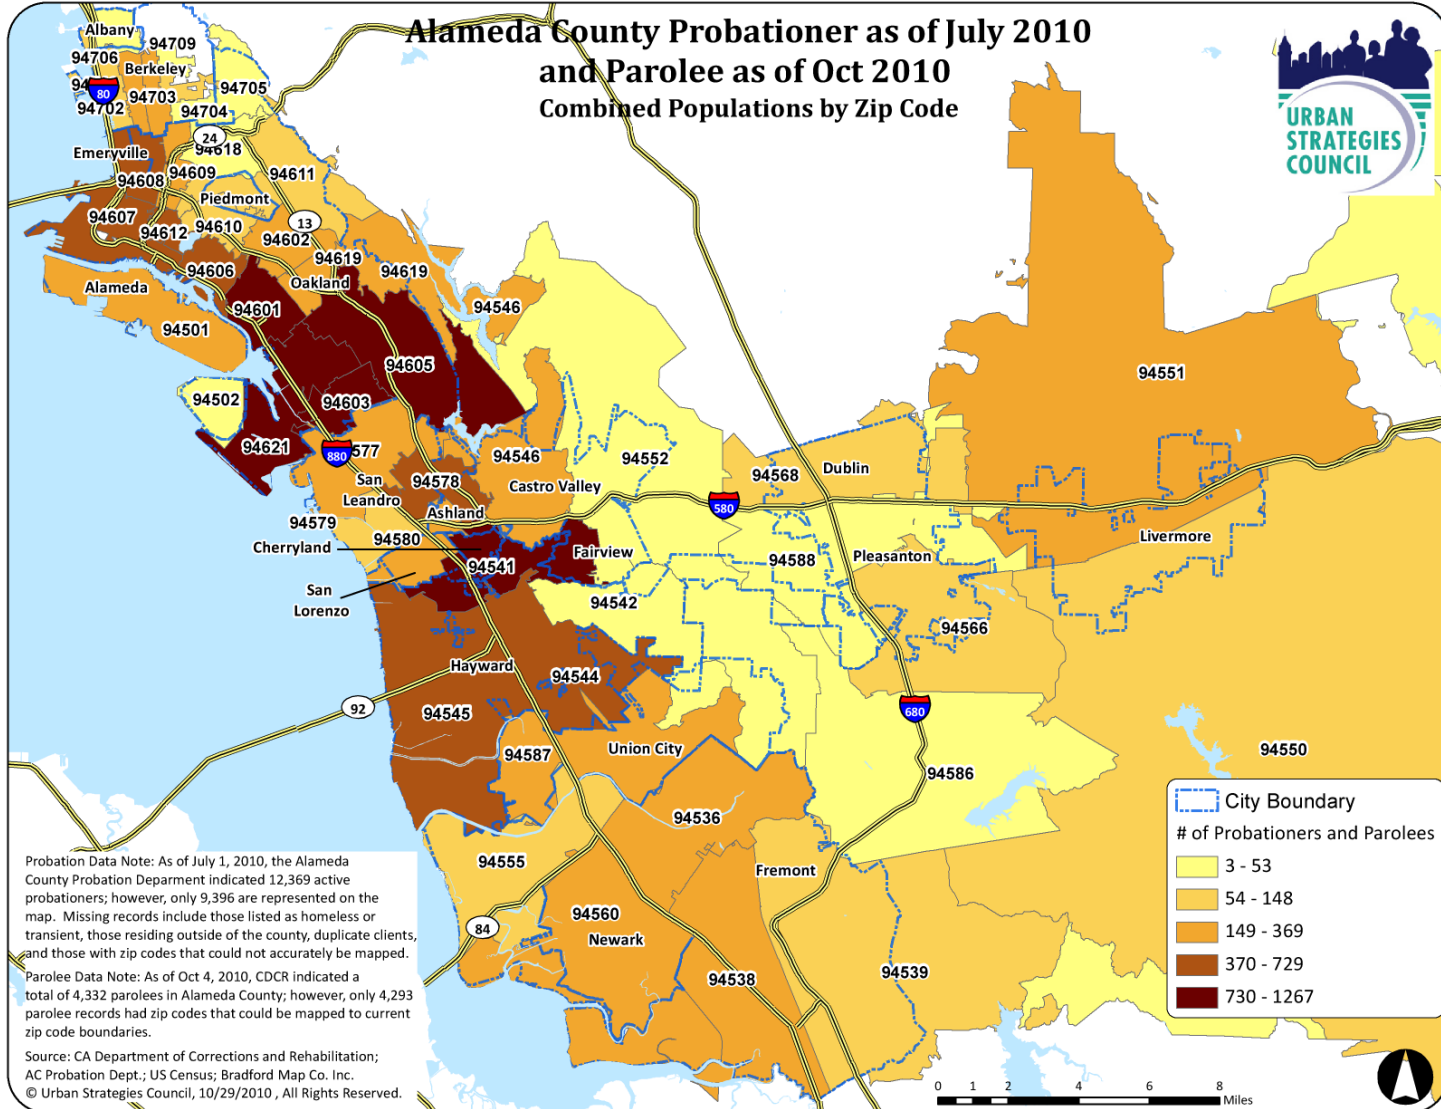 Alameda County Probationer as of July 2010
and Parolee as of Oct 2010
Combined Populations by Zip Code
URBAN
STRATEGIES
COUNCIL
Albany
94709
94706
Berkeley
94705
80
94703
94702
94704
24
Emeryville
94618
94609
94611
94608
Piedmont
94607
94610
13
94612
94602
94619
94619
94606
Oakland
Alameda
94601
94546
94501
94605
94551
94502
94603
94621
880
577
94546
94552
94568
Dublin
San
Leandro
94578
Castro Valley
580
Ashland
94579
94580
Cherryland
Fairview
94541
94588
Pleasanton
Livermore
San
Lorenzo
94542
94566
Hayward
94544
92
94545
680
94587
Union City
94586
94550
94536
94555
Fremont
94560
Newark
84
94538
94539
City Boundary
# of Probationers and Parolees
3 - 53
54 - 148
149 - 369
370 - 729
730 - 1267
Probation Data Note: As of July 1, 2010, the Alameda
County Probation Deparment indicated 12,369 active
probationers; however, only 9,396 are represented on the
map. Missing records include those listed as homeless or
transient, those residing outside of the county, duplicate clients,
and those with zip codes that could not accurately be mapped.
Parolee Data Note: As of Oct 4, 2010, CDCR indicated a
total of 4,332 parolees in Alameda County; however, only 4,293
parolee records had zip codes that could be mapped to current
zip code boundaries.
Source: CA Department of Corrections and Rehabilitation;
AC Probation Dept.; US Census; Bradford Map Co. Inc.
© Urban Strategies Council, 10/29/2010 , All Rights Reserved.
0 1 2 4 6 8
Miles